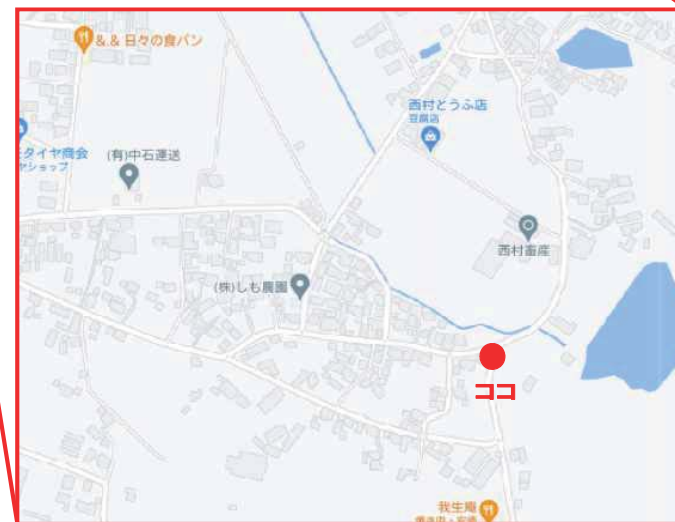 &.& 日々の食パン
西村とうふ店
豆腐店
タイヤ商会
ヤショップ
(有)中石運送
西村畜産
(株)しも農園
ココ
我生庵